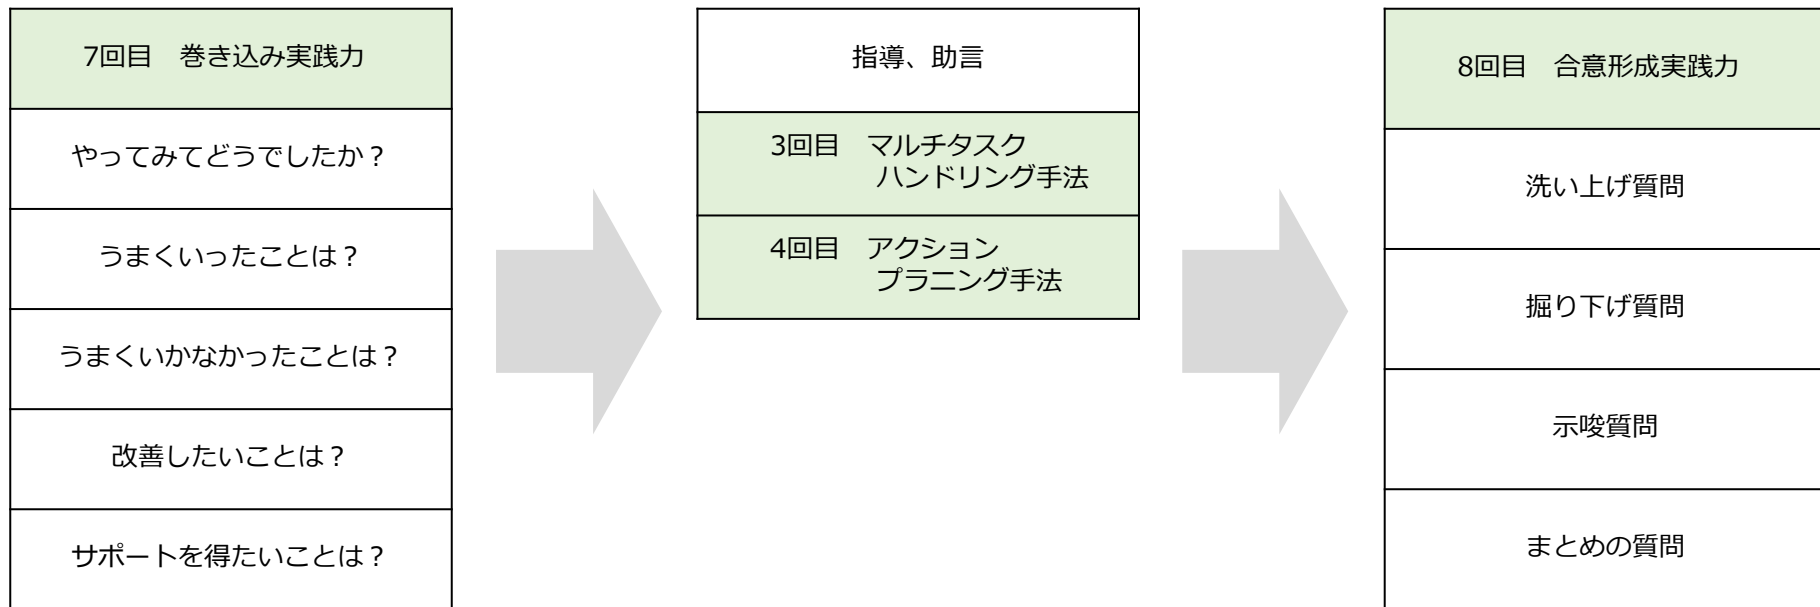 7回目　巻き込み実践力
やってみてどうでしたか？
うまくいったことは？
うまくいかなかったことは？
改善したいことは？
サポートを得たいことは？
指導、助言
3回目　マルチタスク
ハンドリング手法
4回目　アクション
プラニング手法
8回目　合意形成実践力
洗い上げ質問
掘り下げ質問
示唆質問
まとめの質問